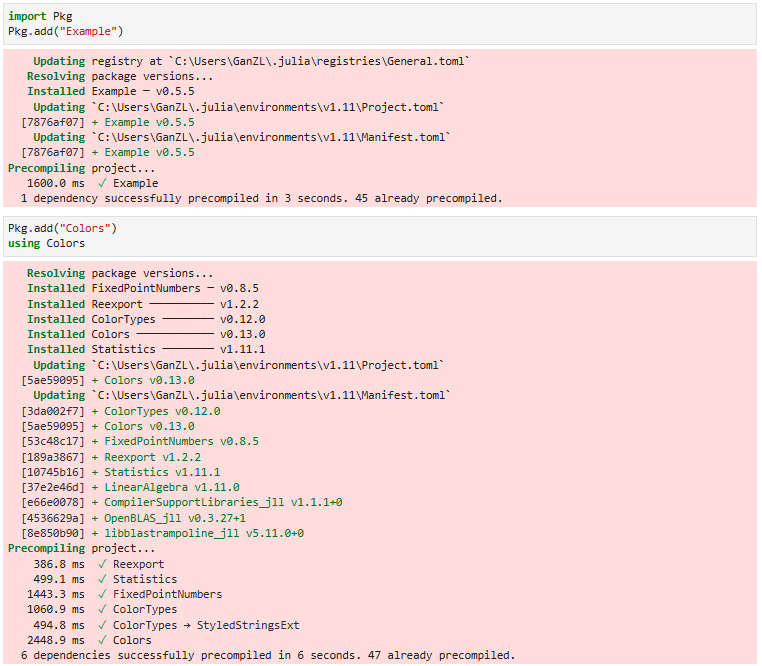 import Pkg
Pkg.add("Example")
Updating registry at `C:\Users\GanZL\.julia\registries\General.toml`
Resolving package versions...
Installed Example ─ v0.5.5
Updating `C:\Users\GanZL\.julia\environments\v1.11\Project.toml`
[7876af07] + Example v0.5.5
Updating `C:\Users\GanZL\.julia\environments\v1.11\Manifest.toml`
[7876af07] + Example v0.5.5
Precompiling project...
1600.0 ms ✓ Example
1 dependency successfully precompiled in 3 seconds. 45 already precompiled.
Pkg.add("Colors")
using Colors
Resolving package versions...
Installed FixedPointNumbers ─ v0.8.5
Installed Reexport ────────── v1.2.2
Installed ColorTypes ──────── v0.12.0
Installed Colors ──────────── v0.13.0
Installed Statistics ──────── v1.11.1
Updating `C:\Users\GanZL\.julia\environments\v1.11\Project.toml`
[5ae59095] + Colors v0.13.0
Updating `C:\Users\GanZL\.julia\environments\v1.11\Manifest.toml`
[3da002f7] + ColorTypes v0.12.0
[5ae59095] + Colors v0.13.0
[53c48c17] + FixedPointNumbers v0.8.5
[189a3867] + Reexport v1.2.2
[10745b16] + Statistics v1.11.1
[37e2e46d] + LinearAlgebra v1.11.0
[e66e0078] + CompilerSupportLibraries_jll v1.1.1+0
[4536629a] + OpenBLAS_jll v0.3.27+1
[8e850b90] + libblastrampoline_jll v5.11.0+0
Precompiling project...
386.8 ms ✓ Reexport
499.1 ms ✓ Statistics
1443.3 ms ✓ FixedPointNumbers
1060.9 ms ✓ ColorTypes
494.8 ms ✓ ColorTypes → StyledStringsExt
2448.9 ms ✓ Colors
6 dependencies successfully precompiled in 6 seconds. 47 already precompiled.